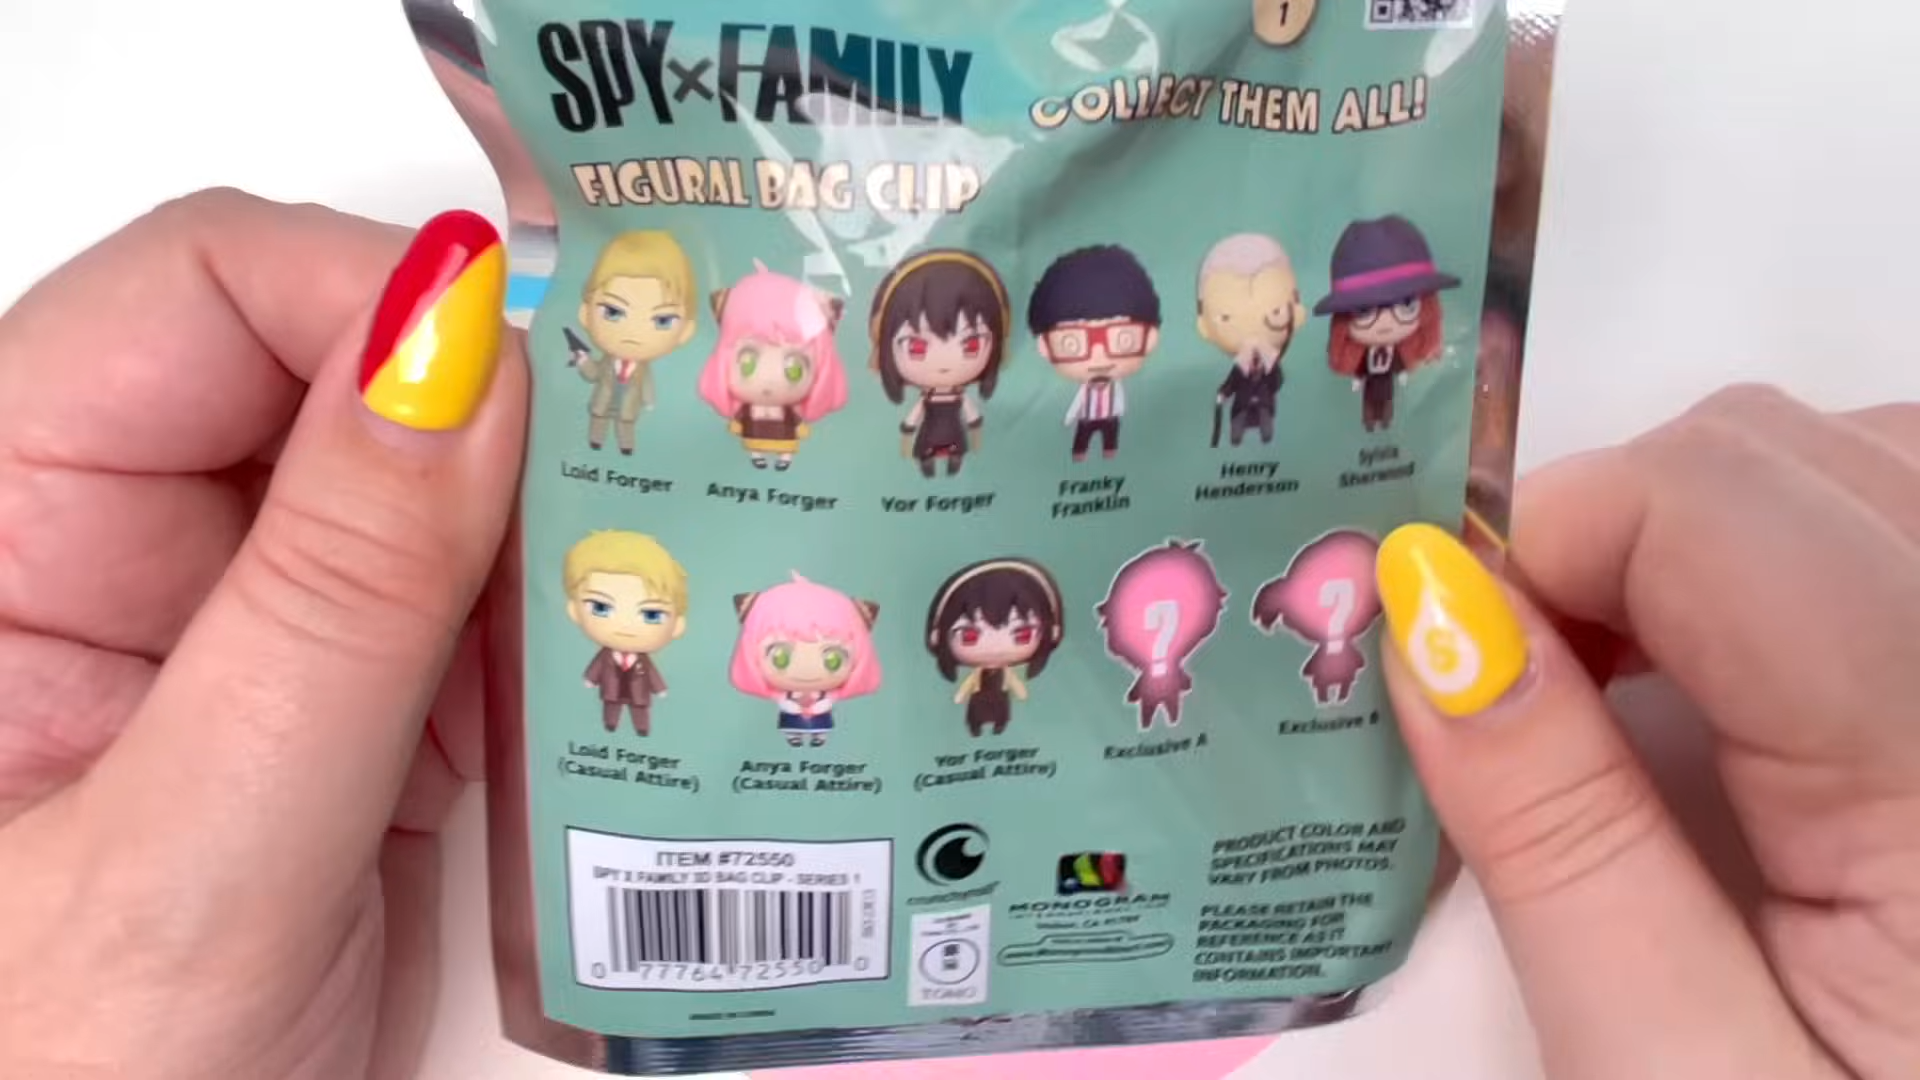 1
SPY×FAMILY
COLLECT THEM ALL!
FIGURAL BAG CLIP
Loid Forger
Anya Forger
Yor Forger
Franky
Franklin
Henry
Henderson
Sylvia
Sherwood
Loid Forger
(Casual Attire)
Anya Forger
(Casual Attire)
Yor Forger
(Casual Attire)
?
Exclusive A
?
Exclusive B
S
ITEM #72550
SPY X FAMILY 3D BAG CLIP - SERIES 1
0 77764 72550 0
crunchyroll
MONOGRAM
TOHO
PRODUCT COLOR AND
SPECIFICATIONS MAY
VARY FROM PHOTOS.
PLEASE RETAIN THE
PACKAGING FOR
REFERENCE AS IT
CONTAINS IMPORTANT
INFORMATION.